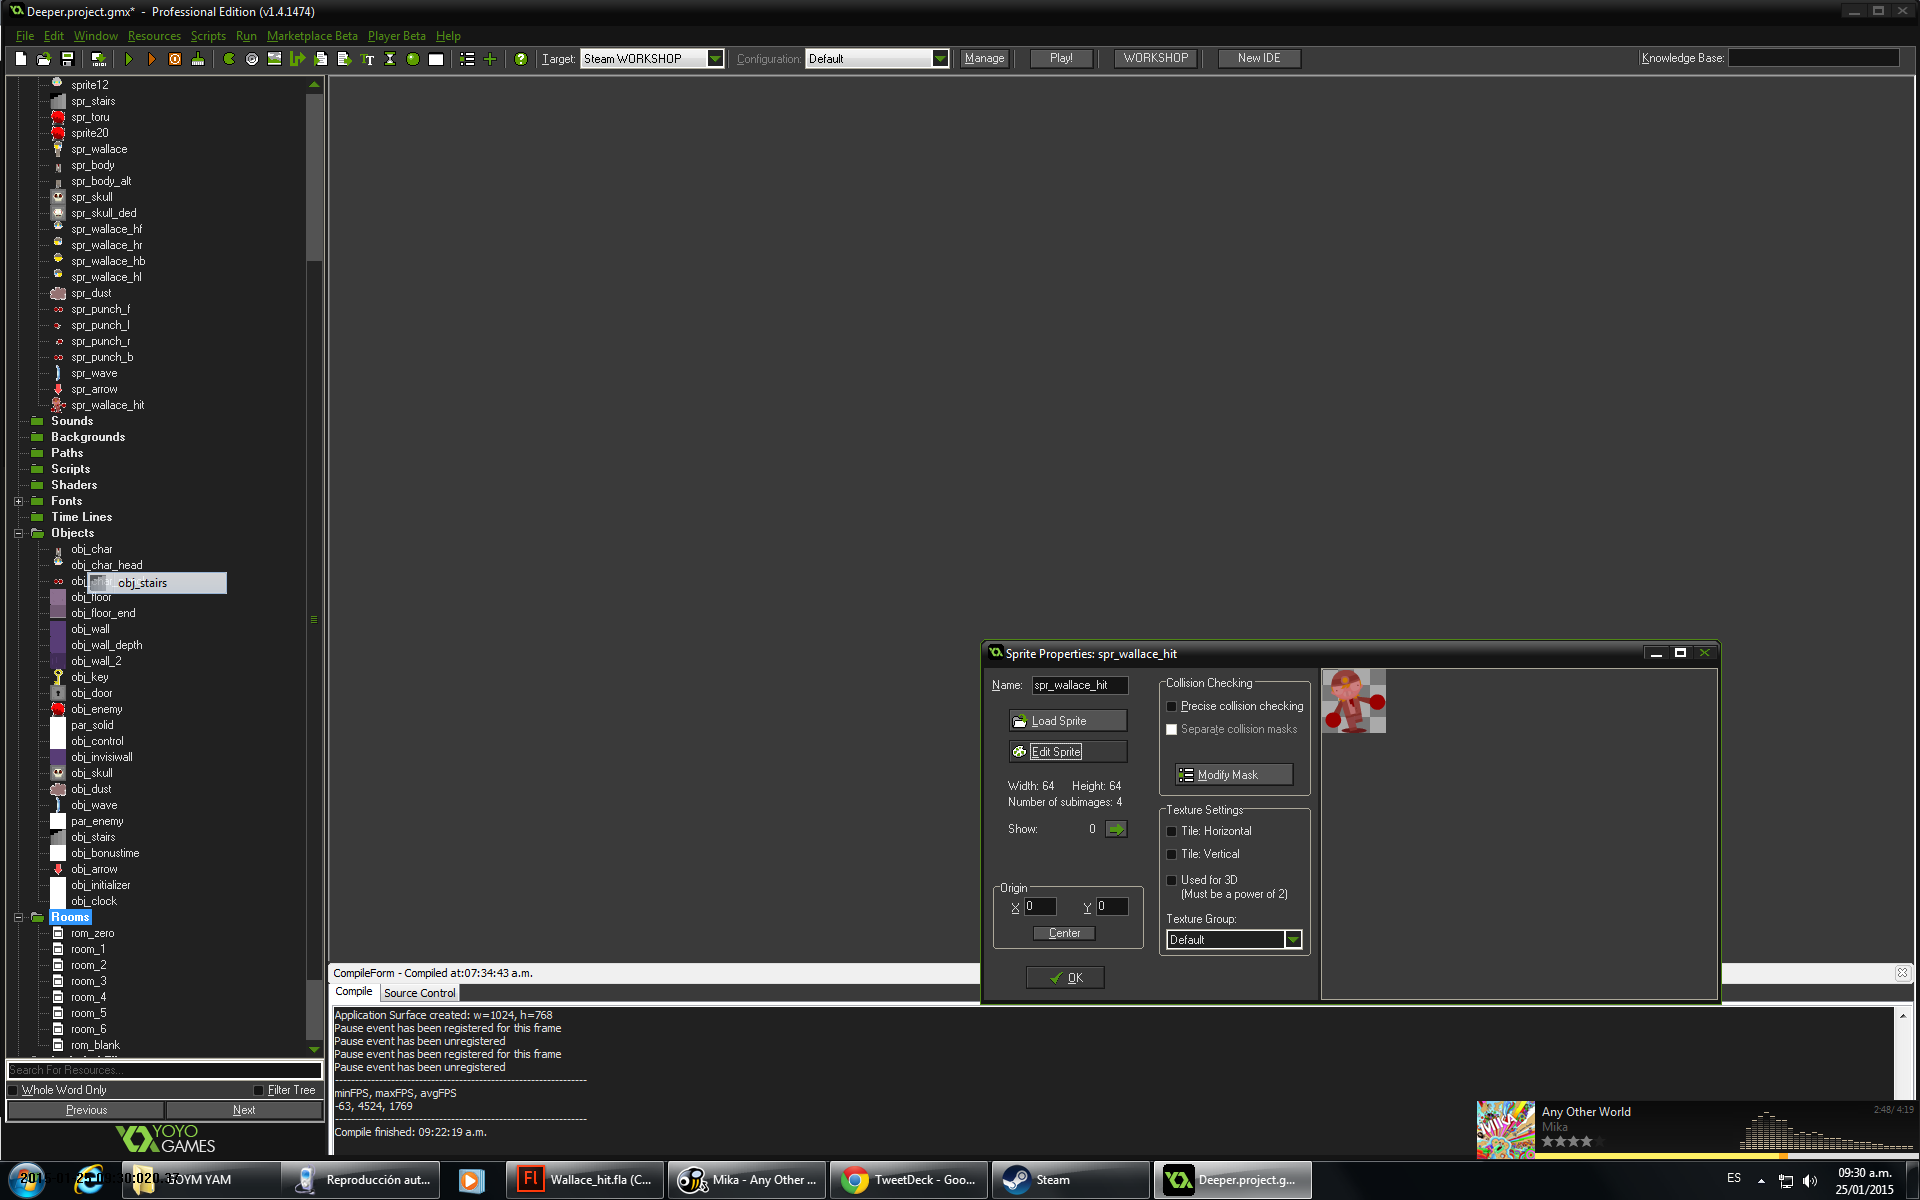 Deeper.project.gmx*  -  Professional Edition (v1.4.1474)
File Edit Window Resources Scripts Run Marketplace Beta Player Beta Help
Target: Steam WORKSHOP Configuration: Default Manage Play! WORKSHOP New IDE Knowledge Base:
sprite12
spr_stairs
spr_toru
sprite20
spr_wallace
spr_body
spr_body_alt
spr_skull
spr_skull_ded
spr_wallace_hf
spr_wallace_hr
spr_wallace_hb
spr_wallace_hl
spr_dust
spr_punch_f
spr_punch_l
spr_punch_r
spr_punch_b
spr_wave
spr_arrow
spr_wallace_hit
Sounds
Backgrounds
Paths
Scripts
Shaders
Fonts
Time Lines
Objects
obj_char
obj_char_head
obj_stairs
obj_floor
obj_floor_end
obj_wall
obj_wall_depth
obj_wall_2
obj_key
obj_door
obj_enemy
par_solid
obj_control
obj_invisiwall
obj_skull
obj_dust
obj_wave
par_enemy
obj_stairs
obj_bonustime
obj_arrow
obj_initializer
obj_clock
Rooms
rom_zero
room_1
room_2
room_3
room_4
room_5
room_6
rom_blank
Search For Resources...
Whole Word Only Filter Tree
Previous Next
YOYO
GAMES
Sprite Properties: spr_wallace_hit
Name: spr_wallace_hit
Load Sprite
Edit Sprite
Width: 64 Height: 64
Number of subimages: 4
Show: 0
Origin
X 0 Y 0
Center
OK
Collision Checking
Precise collision checking
Separate collision masks
Modify Mask
Texture Settings
Tile: Horizontal
Tile: Vertical
Used for 3D
(Must be a power of 2)
Texture Group:
Default
CompileForm - Compiled at:07:34:43 a.m.
Compile Source Control
Application Surface created: w=1024, h=768
Pause event has been registered for this frame
Pause event has been unregistered
Pause event has been registered for this frame
Pause event has been unregistered
minFPS, maxFPS, avgFPS
-63, 4524, 1769
Compile finished: 09:22:19 a.m.
MIKA
Any Other World 2:48/ 4:19
Mika
YM YAM Reproducción aut... Wallace_hit.fla (C... Mika - Any Other ... TweetDeck - Goo... Steam Deeper.project.g... ES 09:30 a.m.
25/01/2015